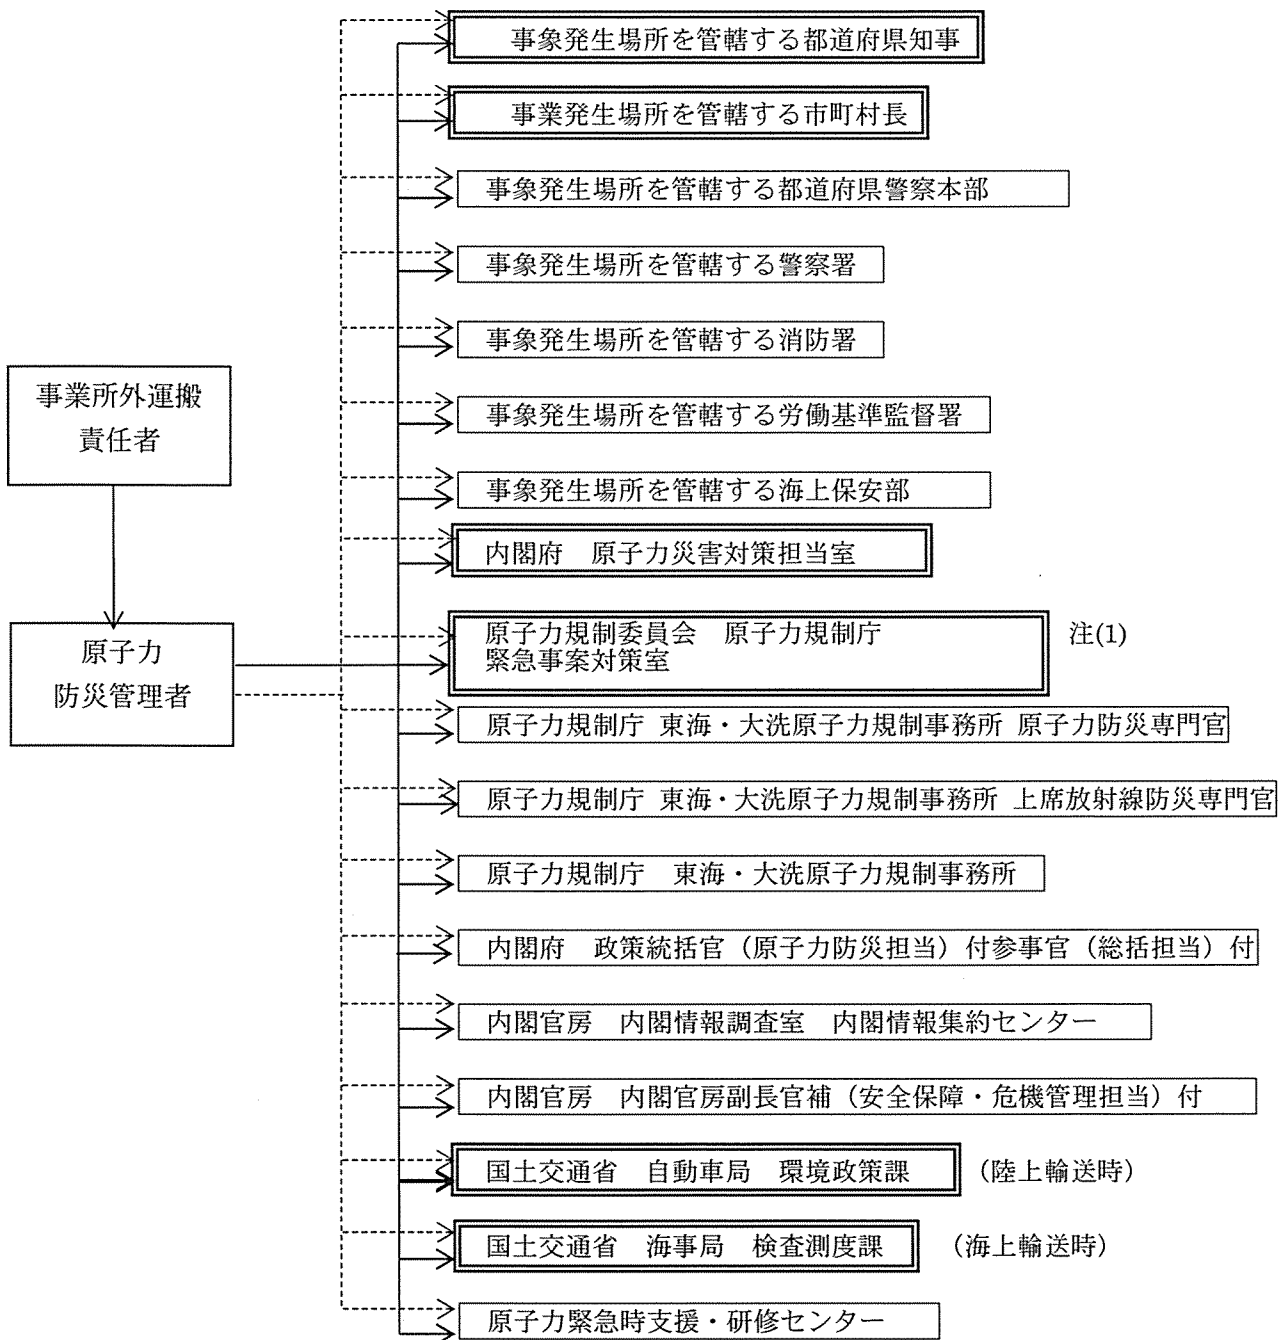 事象発生場所を管轄する都道府県知事
事業発生場所を管轄する市町村長
事象発生場所を管轄する都道府県警察本部
事象発生場所を管轄する警察署
事象発生場所を管轄する消防署
事業所外運搬
責任者
事象発生場所を管轄する労働基準監督署
事象発生場所を管轄する海上保安部
内閣府　原子力災害対策担当室
原子力
防災管理者
原子力規制委員会　原子力規制庁
緊急事案対策室
注(1)
原子力規制庁 東海・大洗原子力規制事務所 原子力防災専門官
原子力規制庁 東海・大洗原子力規制事務所 上席放射線防災専門官
原子力規制庁　東海・大洗原子力規制事務所
内閣府　政策統括官（原子力防災担当）付参事官（総括担当）付
内閣官房　内閣情報調査室　内閣情報集約センター
内閣官房　内閣官房副長官補（安全保障・危機管理担当）付
国土交通省　自動車局　環境政策課　（陸上輸送時）
国土交通省　海事局　検査測度課　（海上輸送時）
原子力緊急時支援・研修センター